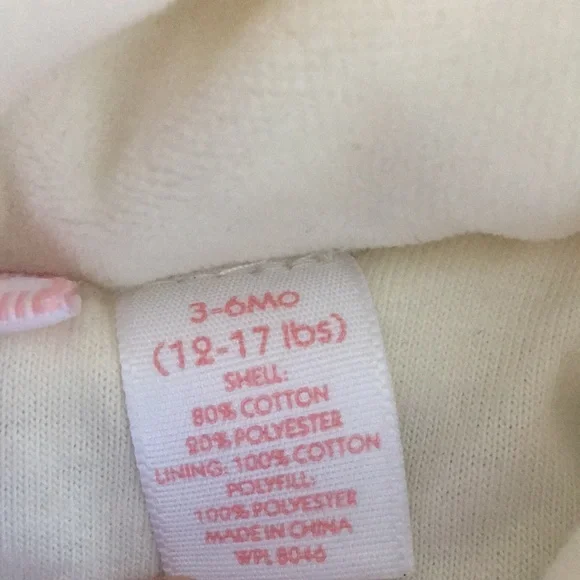 3-6MO
(12-17 lbs)
SHELL:
80% COTTON
20% POLYESTER
LINING: 100% COTTON
POLYFILL:
100% POLYESTER
MADE IN CHINA
WPL 8046